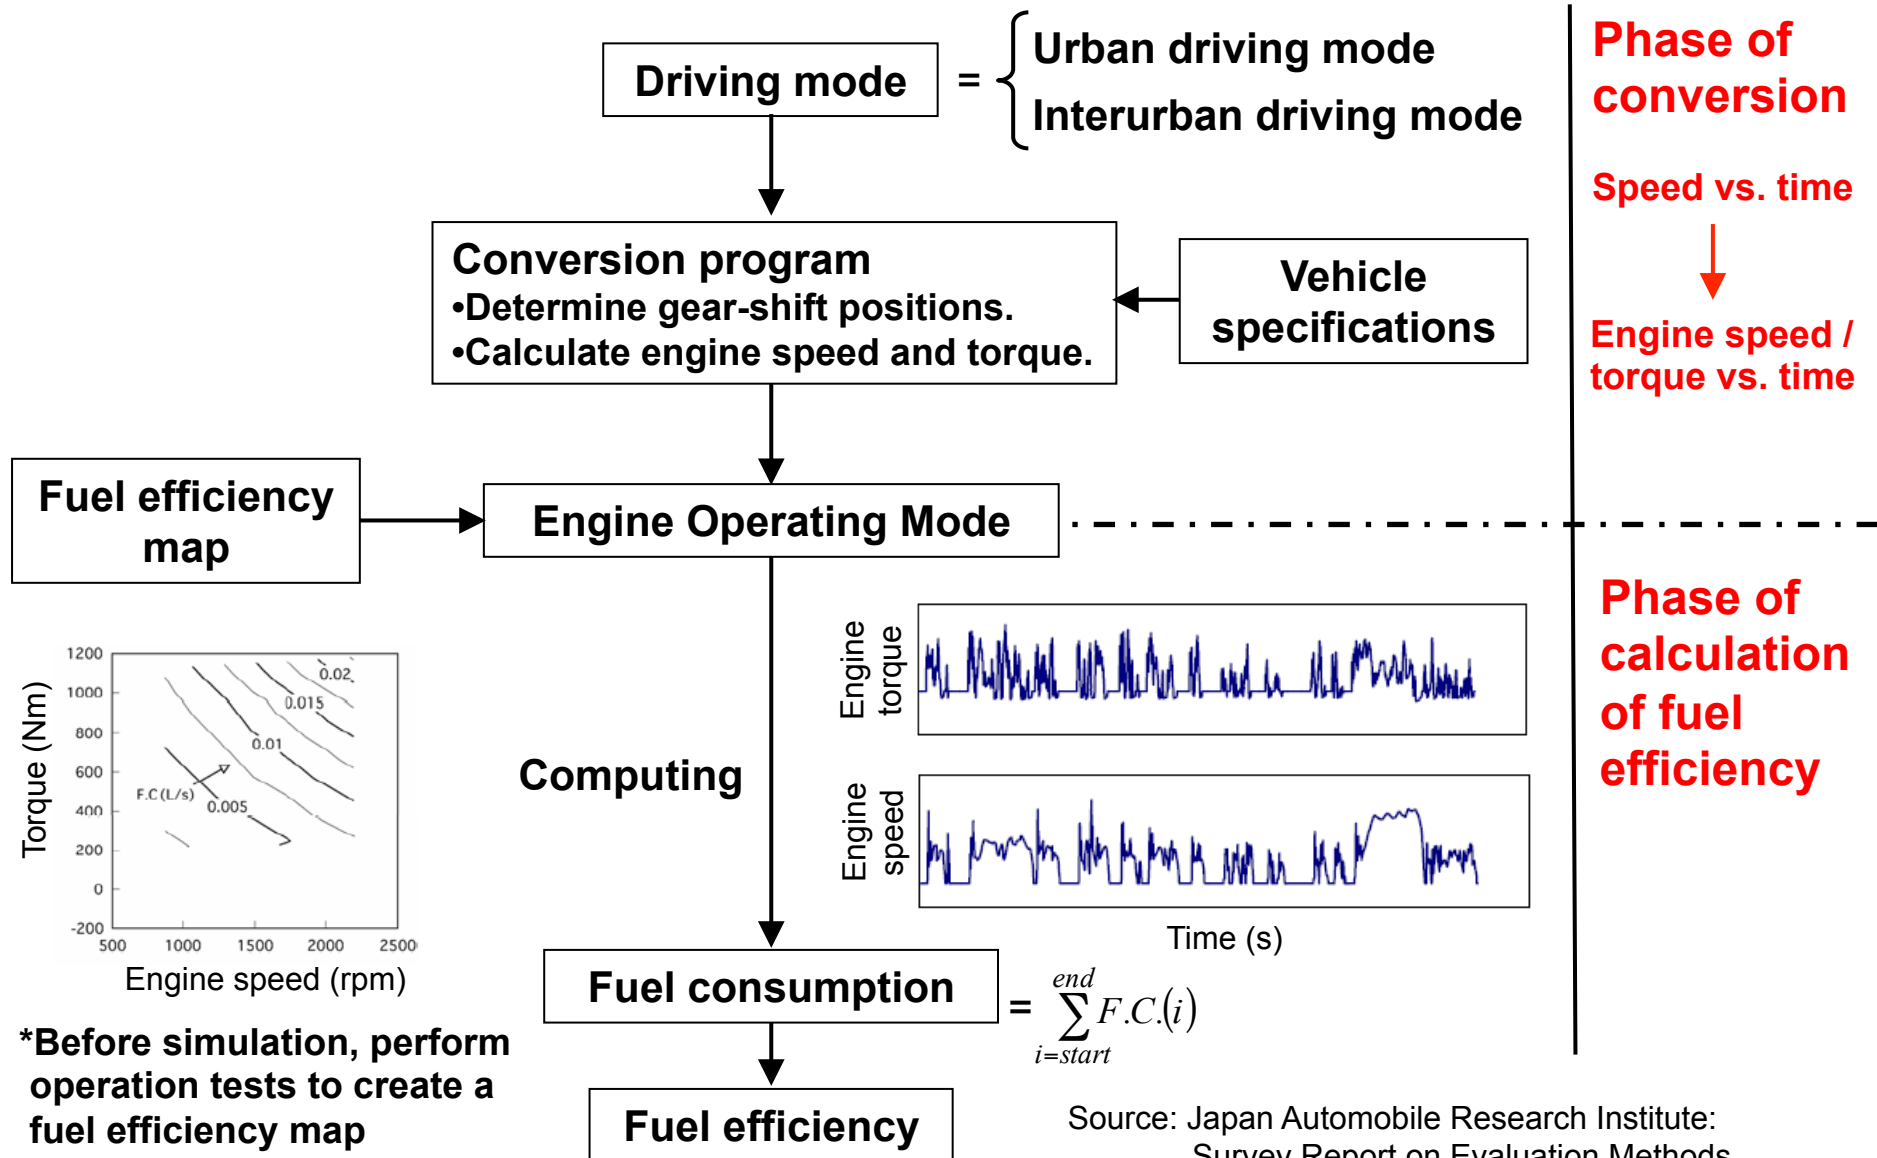 Driving mode
=
Urban driving mode
Interurban driving mode
Phase of
conversion
Speed vs. time
Engine speed /
torque vs. time
Conversion program
•Determine gear-shift positions.
•Calculate engine speed and torque.
Vehicle
specifications
Fuel efficiency
map
Engine Operating Mode
Phase of
calculation
of fuel
efficiency
Torque (Nm)
1200
1000
800
600
400
200
0
-200
500 1000 1500 2000 2500
0.02
0.015
0.01
F.C(L/s)
0.005
Engine speed (rpm)
Computing
Engine
torque
Engine
speed
Time (s)
Fuel consumption
= end
∑ F.C.(i)
i=start
*Before simulation, perform
operation tests to create a
fuel efficiency map
Fuel efficiency
Source: Japan Automobile Research Institute:
Survey Report on Evaluation Methods